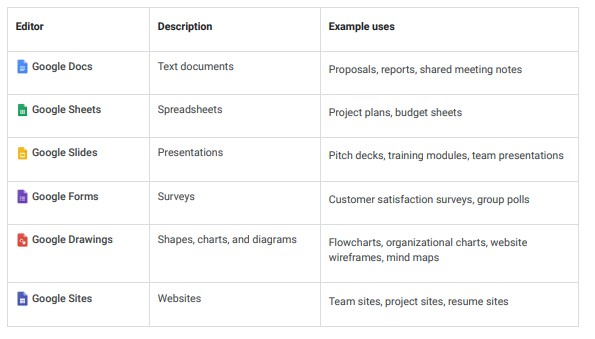 Editor Description Example uses
Google Docs Text documents Proposals, reports, shared meeting notes
Google Sheets Spreadsheets Project plans, budget sheets
Google Slides Presentations Pitch decks, training modules, team presentations
Google Forms Surveys Customer satisfaction surveys, group polls
Google Drawings Shapes, charts, and diagrams Flowcharts, organizational charts, website
wireframes, mind maps
Google Sites Websites Team sites, project sites, resume sites